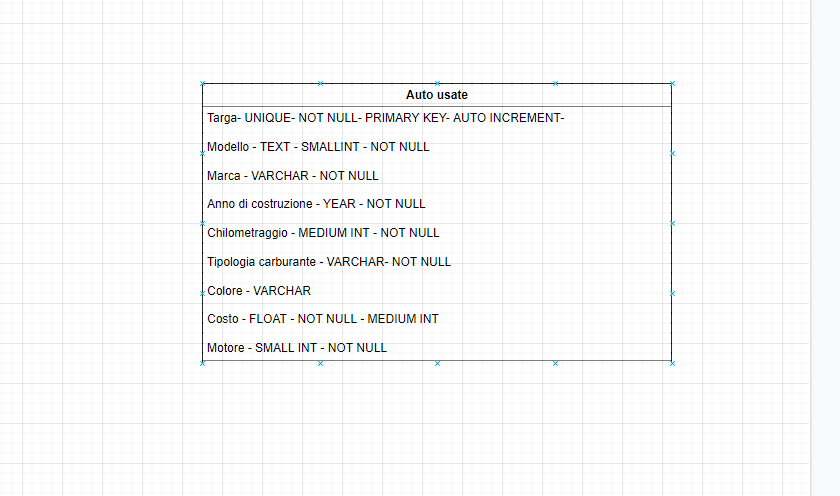 Auto usate
Targa- UNIQUE- NOT NULL- PRIMARY KEY- AUTO INCREMENT-
Modello - TEXT - SMALLINT - NOT NULL
Marca - VARCHAR - NOT NULL
Anno di costruzione - YEAR - NOT NULL
Chilometraggio - MEDIUM INT - NOT NULL
Tipologia carburante - VARCHAR- NOT NULL
Colore - VARCHAR
Costo - FLOAT - NOT NULL - MEDIUM INT
Motore - SMALL INT - NOT NULL